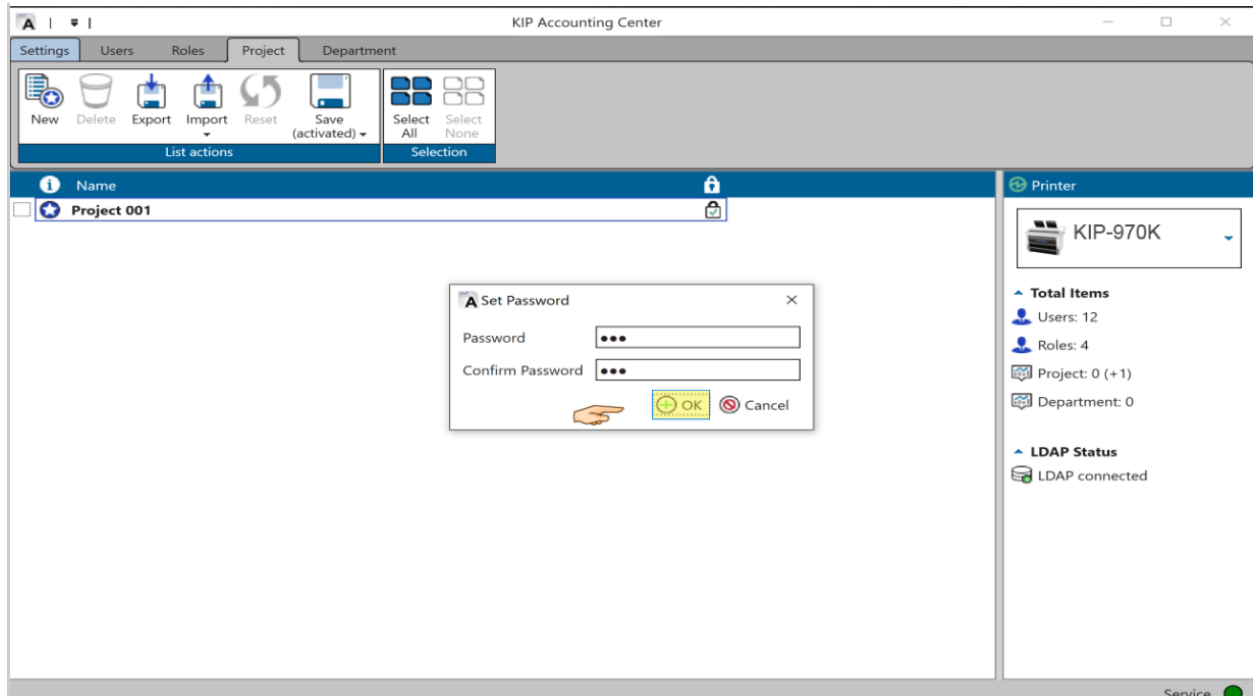 A
KIP Accounting Center
Settings Users Roles Project Department
New Delete Export Import Reset Save (activated) Select All Select None
List actions Selection
Name
Printer
Project 001
KIP-970K
Total Items
Users: 12
Roles: 4
Project: 0 (+1)
Department: 0
LDAP Status
LDAP connected
A Set Password
Password
Confirm Password
OK Cancel
Service